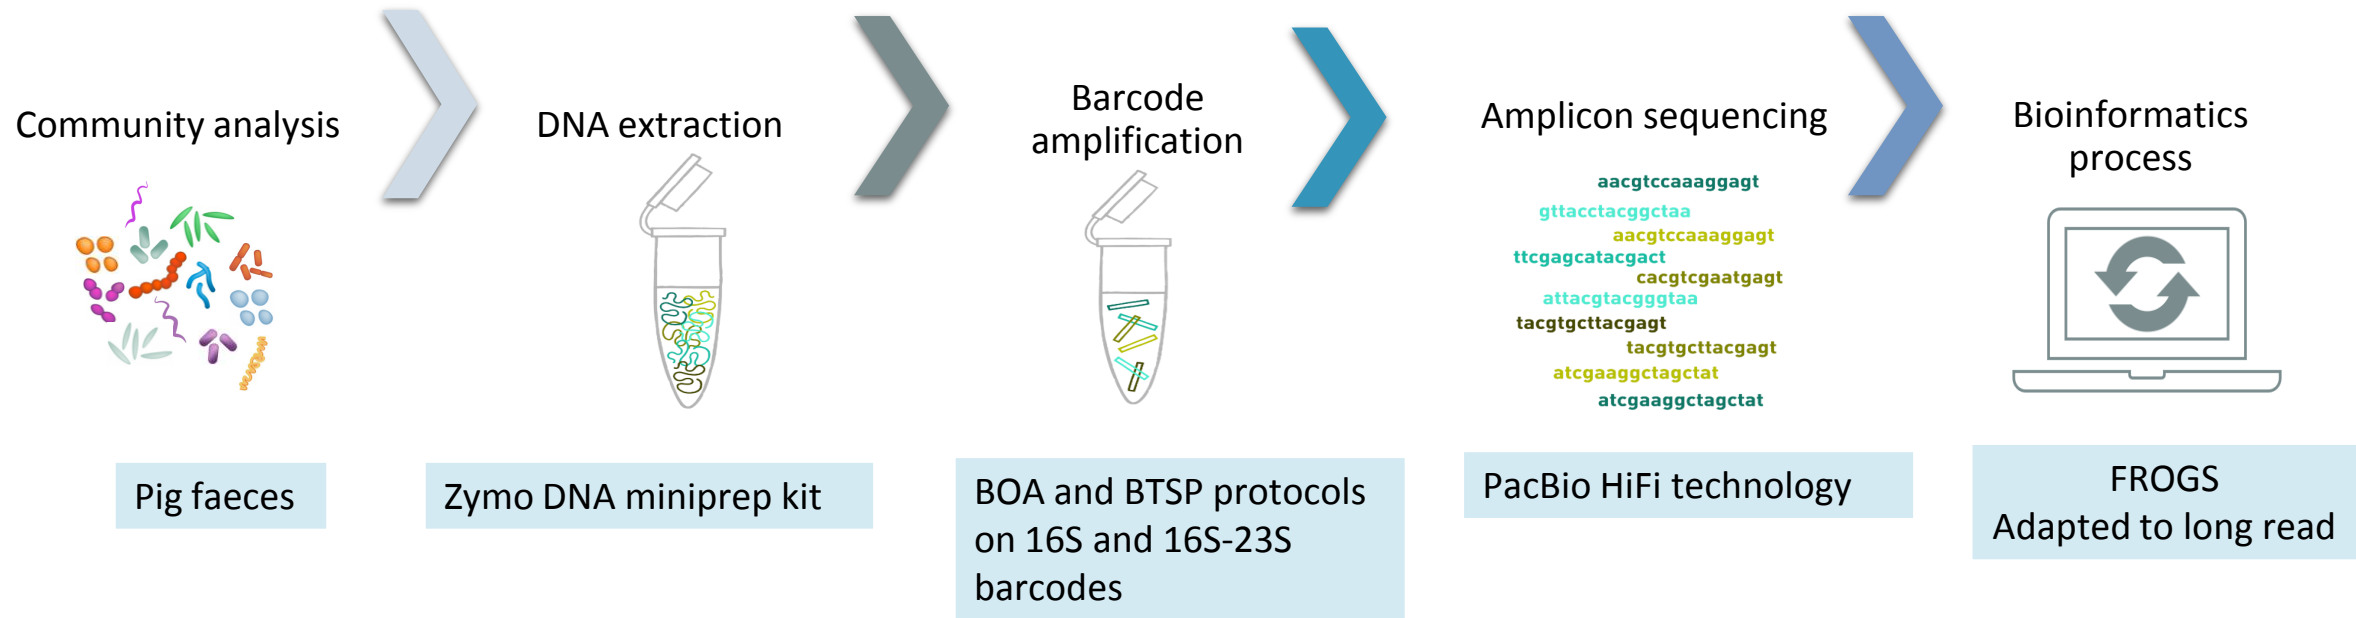 Community analysis
DNA extraction
Barcode
amplification
Amplicon sequencing
Bioinformatics
process
aacgtccaaaggagt
gttacctacggctaa
aacgtccaaaggagt
ttcgagcatacgact
cacgtcgaatgagt
attacgtacgggtaa
tacgtgcttacgagt
tacgtgcttacgagt
atcgaaggctagctat
atcgaaggctagctat
Pig faeces
Zymo DNA miniprep kit
BOA and BTSP protocols
on 16S and 16S-23S
barcodes
PacBio HiFi technology
FROGS
Adapted to long read